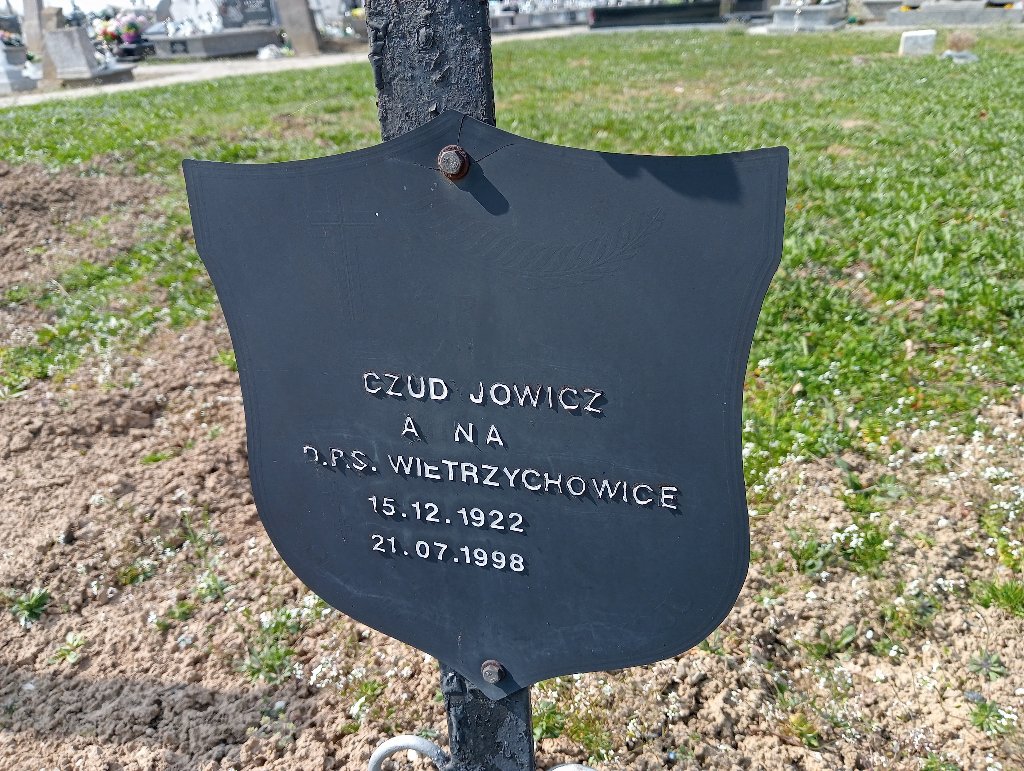 CZUD JOWICZ
A NA
D.P.S. WIETRZYCHOWICE
15.12.1922
21.07.1998